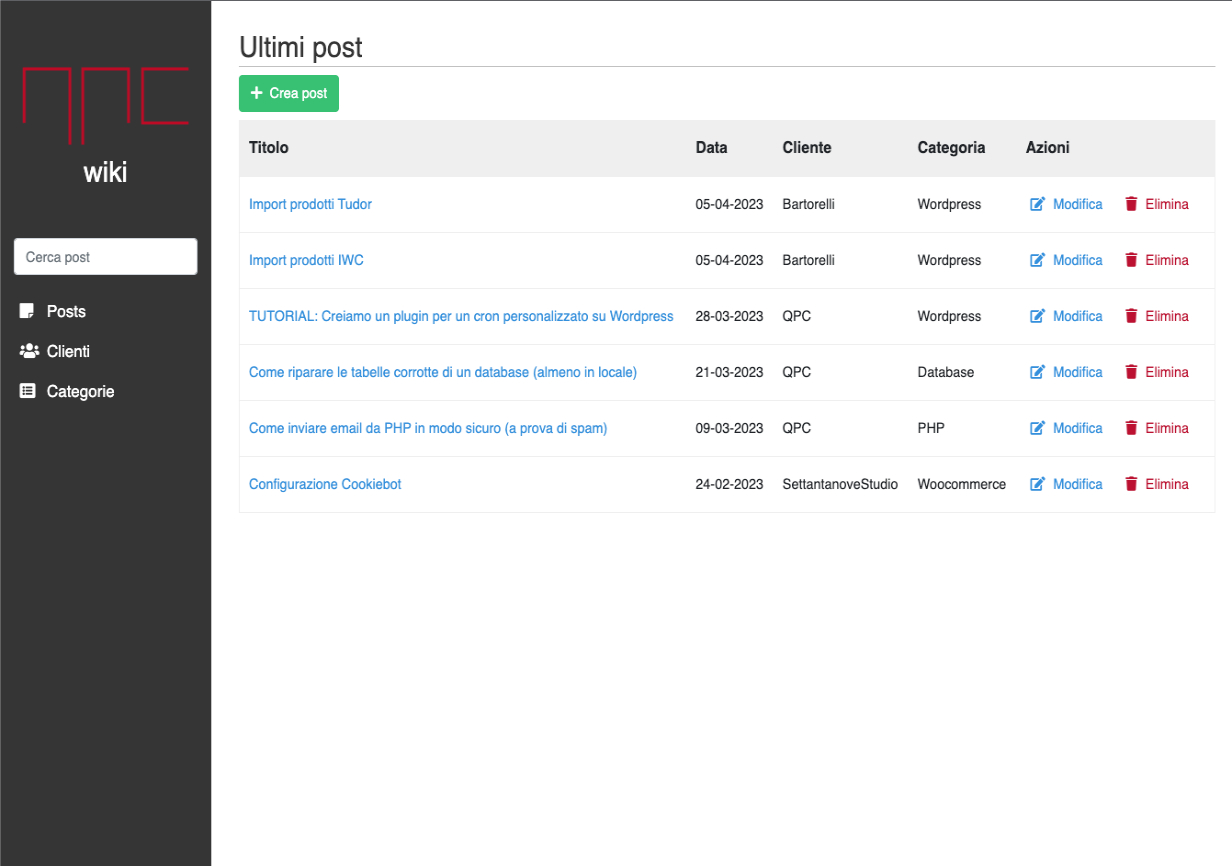 wiki
Cerca post
Posts
Clienti
Categorie
Ultimi post
Crea post
Titolo Data Cliente Categoria Azioni
Import prodotti Tudor 05-04-2023 Bartorelli Wordpress Modifica Elimina
Import prodotti IWC 05-04-2023 Bartorelli Wordpress Modifica Elimina
TUTORIAL: Creiamo un plugin per un cron personalizzato su Wordpress 28-03-2023 QPC Wordpress Modifica Elimina
Come riparare le tabelle corrotte di un database (almeno in locale) 21-03-2023 QPC Database Modifica Elimina
Come inviare email da PHP in modo sicuro (a prova di spam) 09-03-2023 QPC PHP Modifica Elimina
Configurazione Cookiebot 24-02-2023 SettantanoveStudio Woocommerce Modifica Elimina